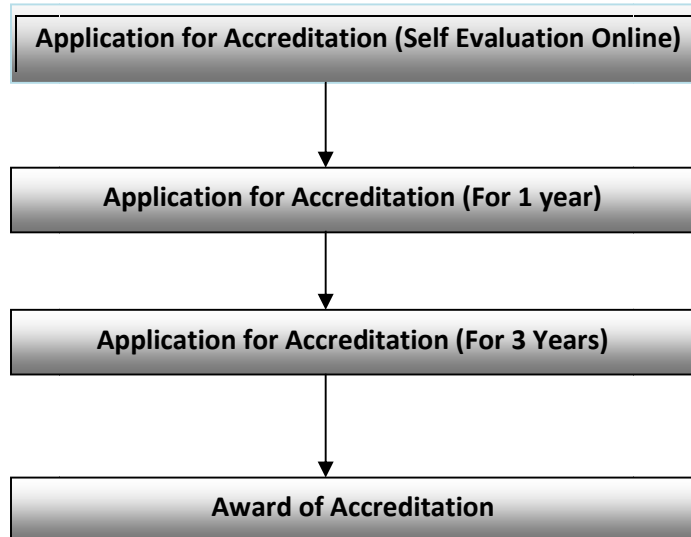 Application for Accreditation (Self Evaluation Online)
Application for Accreditation (For 1 year)
Application for Accreditation (For 3 Years)
Award of Accreditation